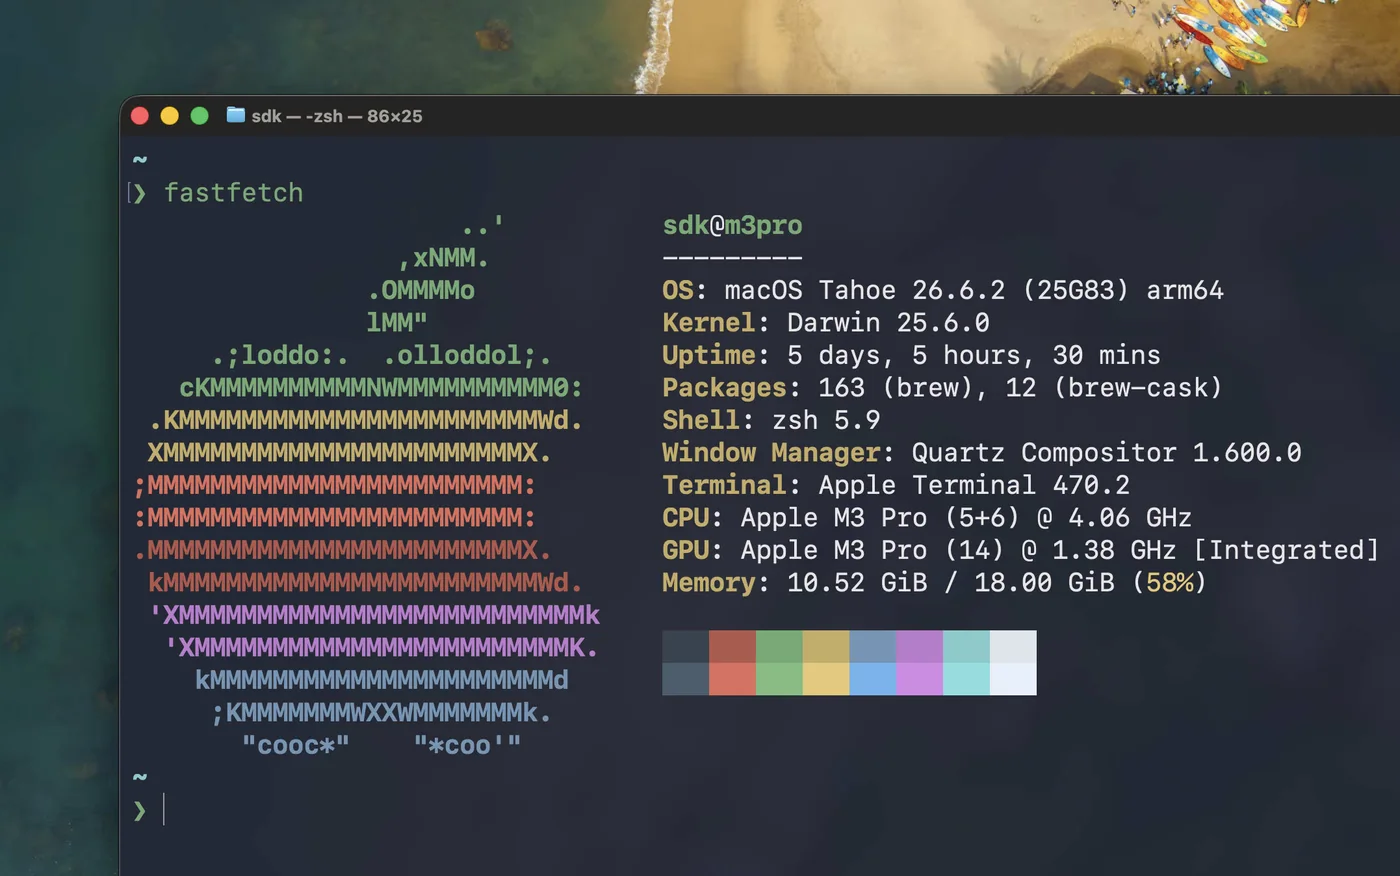 sdk — -zsh — 86×25
~
❯ fastfetch
..'
,xNMM.
.OMMMMo
lMM"
.;loddo:.  .olloddol;.
cKMMMMMMMMMMNWMMMMMMMMMM0:
.KMMMMMMMMMMMMMMMMMMMMMMMWd.
XMMMMMMMMMMMMMMMMMMMMMMMX.
;MMMMMMMMMMMMMMMMMMMMMMMM:
:MMMMMMMMMMMMMMMMMMMMMMMM:
.MMMMMMMMMMMMMMMMMMMMMMMMX.
kMMMMMMMMMMMMMMMMMMMMMMMMWd.
'XMMMMMMMMMMMMMMMMMMMMMMMMMMk
'XMMMMMMMMMMMMMMMMMMMMMMMMK.
kMMMMMMMMMMMMMMMMMMMMMMd
;KMMMMMMMWXXWMMMMMMMk.
"cooc*"    "*coo'"
sdk@m3pro
---------
OS: macOS Tahoe 26.6.2 (25G83) arm64
Kernel: Darwin 25.6.0
Uptime: 5 days, 5 hours, 30 mins
Packages: 163 (brew), 12 (brew-cask)
Shell: zsh 5.9
Window Manager: Quartz Compositor 1.600.0
Terminal: Apple Terminal 470.2
CPU: Apple M3 Pro (5+6) @ 4.06 GHz
GPU: Apple M3 Pro (14) @ 1.38 GHz [Integrated]
Memory: 10.52 GiB / 18.00 GiB (58%)
~
❯